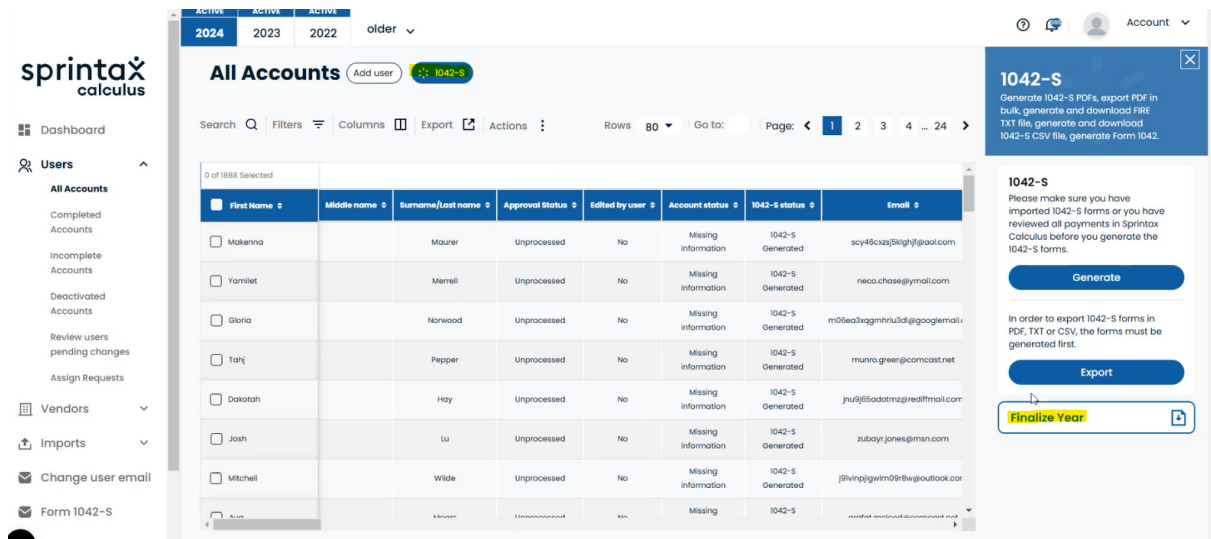 ACTIVE ACTIVE ACTIVE
2024 2023 2022 older
Account
sprintax
calculus
Dashboard
Users
All Accounts
Completed
Accounts
Incomplete
Accounts
Deactivated
Accounts
Review users
pending changes
Assign Requests
Vendors
Imports
Change user email
Form 1042-S
All Accounts Add user 1042-S
Search Filters Columns Export Actions Rows 80 Go to: Page: 1 2 3 4 ... 24
0 of 1888 Selected
First Name Middle name Surname/Last name Approval Status Edited by user Account status 1042-S status Email
Makenna Maurer Unprocessed No Missing information 1042-S Generated scy46cxzsj5klghjf@aol.com
Yamilet Merrell Unprocessed No Missing information 1042-S Generated neco.chase@ymail.com
Gloria Norwood Unprocessed No Missing information 1042-S Generated
Tahj Pepper Unprocessed No Missing information 1042-S Generated munro.greer@comcast.net
Dakotah Hay Unprocessed No Missing information 1042-S Generated jnu9j65adotmz@rediffmail.com
Josh Lu Unprocessed No Missing information 1042-S Generated zubayr.jones@msn.com
Mitchell Wilde Unprocessed No Missing information 1042-S Generated
Missing 1042-S
1042-S
Generate 1042-S PDFs, export PDF in
bulk, generate and download FIRE
TXT file, generate and download
1042-S CSV file, generate Form 1042.
1042-S
Please make sure you have
imported 1042-S forms or you have
reviewed all payments in Sprintax
Calculus before you generate the
1042-S forms.
Generate
In order to export 1042-S forms in
PDF, TXT or CSV, the forms must be
generated first.
Export
Finalize Year